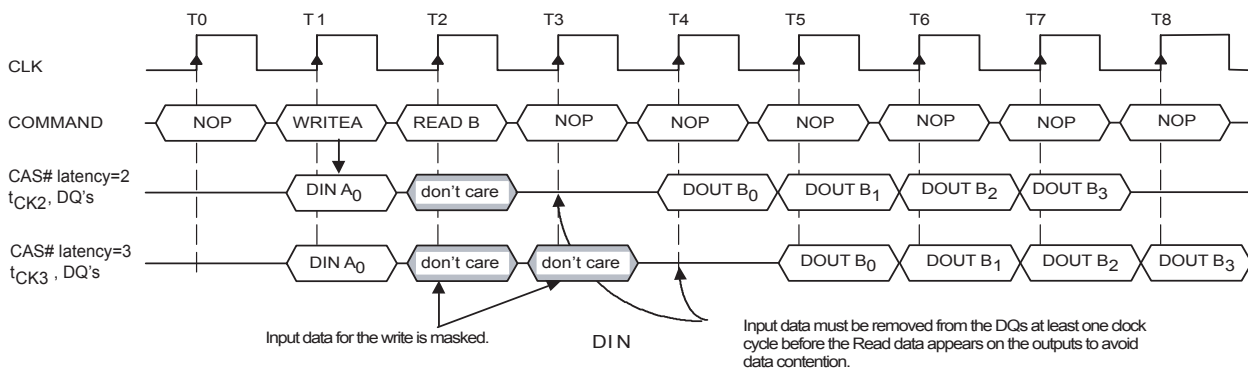 T0 T1 T2 T3 T4 T5 T6 T7 T8
CLK
COMMAND NOP WRITEA READ B NOP NOP NOP NOP NOP NOP
CAS# latency=2
tCK2, DQ's DIN A0 don't care DOUT B0 DOUT B1 DOUT B2 DOUT B3
CAS# latency=3
tCK3 , DQ's DIN A0 don't care don't care DOUT B0 DOUT B1 DOUT B2 DOUT B3
Input data for the write is masked.
DIN
Input data must be removed from the DQs at least one clock
cycle before the Read data appears on the outputs to avoid
data contention.